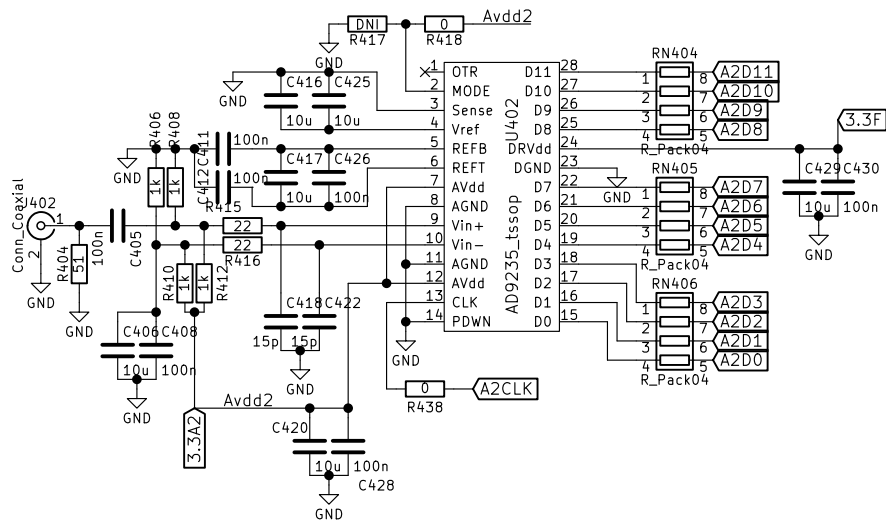 Avdd2
DNI
0
R417
R418
GND
RN404
1 OTR D11 28
2 MODE D10 27
3 Sense D9 26
4 Vref D8 25
5 REFB DRVdd 24
6 REFT DGND 23
7 AVdd D7 22
8 AGND D6 21
9 Vin+ D5 20
10 Vin- D4 19
11 AGND D3 18
12 AVdd D2 17
13 CLK D1 16
14 PDWN D0 15
U402
AD9235_tssop
1 8 A2D11
2 7 A2D10
3 6 A2D9
4 5 A2D8
R_Pack04
RN405
1 8 A2D7
2 7 A2D6
3 6 A2D5
4 5 A2D4
R_Pack04
RN406
1 8 A2D3
2 7 A2D2
3 6 A2D1
4 5 A2D0
R_Pack04
3.3F
C429 C430
10u 100n
GND
GND
GND
C416 C425
10u 10u
R406
R408
1k
1k
GND
C411
100n
C412
100n
C417 C426
10u 100n
R415
22
22
R416
J402
Conn_Coaxial
1
2
GND
R404
51
GND
100n
C405
R410
1k
1k
R412
C418 C422
15p 15p
GND
GND
C406 C408
10u 100n
GND
0
R438
A2CLK
Avdd2
3.3A2
C420
10u 100n
C428
GND